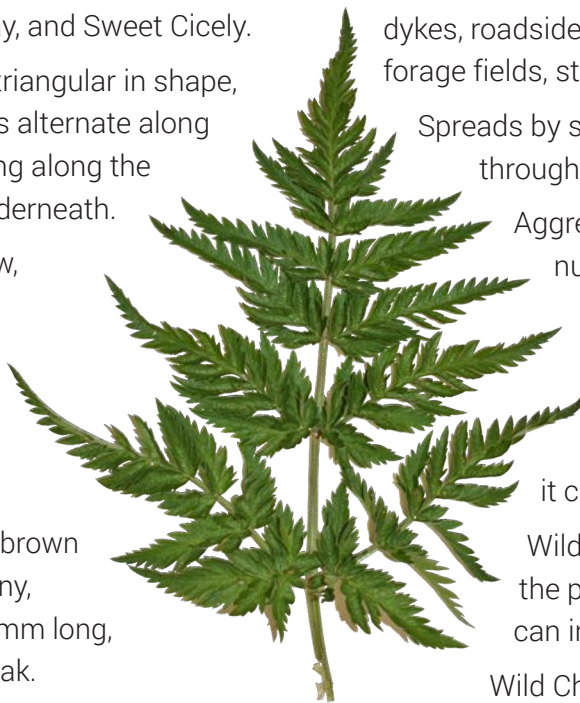 y, and Sweet Cicely.
triangular in shape,
s alternate along
ng along the
derneath.
w,
brown
ny,
mm long,
ak.
dykes, roadside
forage fields, st
Spreads by s
through
Aggre
nu
it c
Wild
the p
can i
Wild Ch